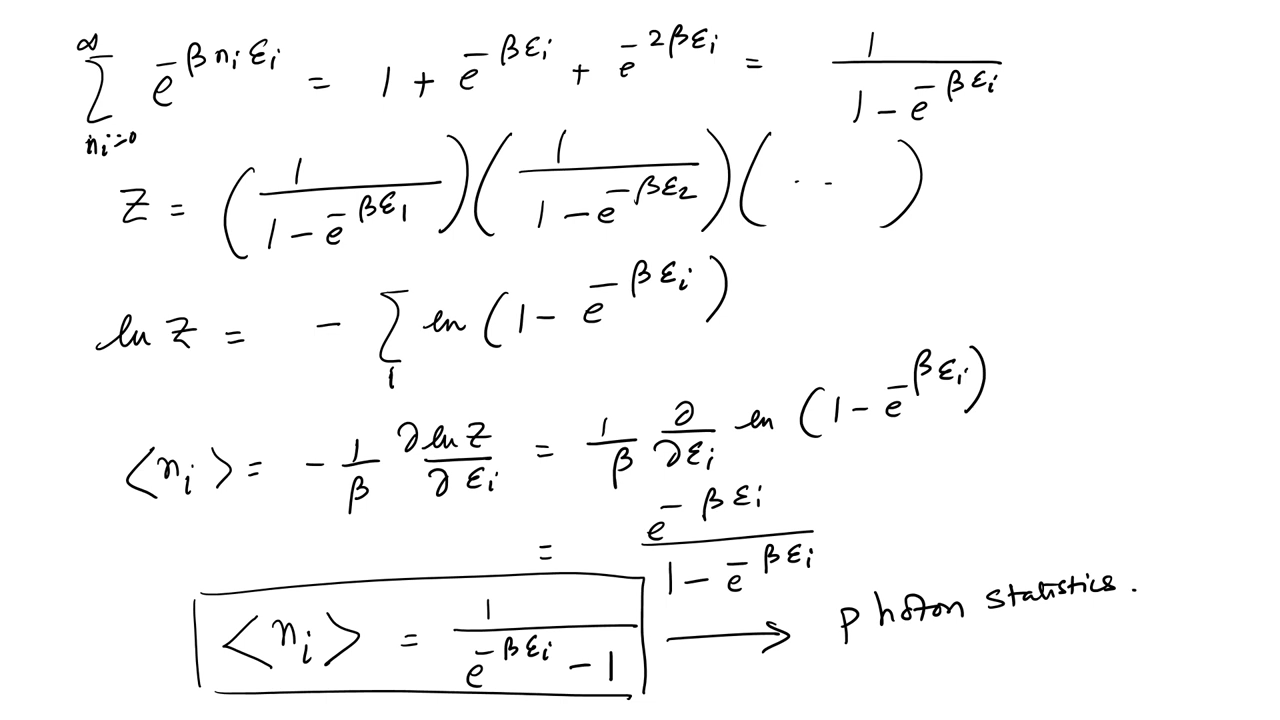 ∑_{n_i=0}^{∞} e^{-βn_iε_i} = 1 + e^{-βε_i} + e^{-2βε_i} = 1/(1 - e^{-βε_i})
Z = (1/(1 - e^{-βε_1}))(1/(1 - e^{-βε_2}))( .. )
ln Z = - ∑_i ln (1 - e^{-βε_i})
<n_i> = - 1/β ∂ln Z/∂ε_i = 1/β ∂/∂ε_i ln (1 - e^{-βε_i})
= e^{-βε_i}/(1 - e^{-βε_i})
<n_i> = 1/(e^{-βε_i} - 1) ⟶ photon statistics.